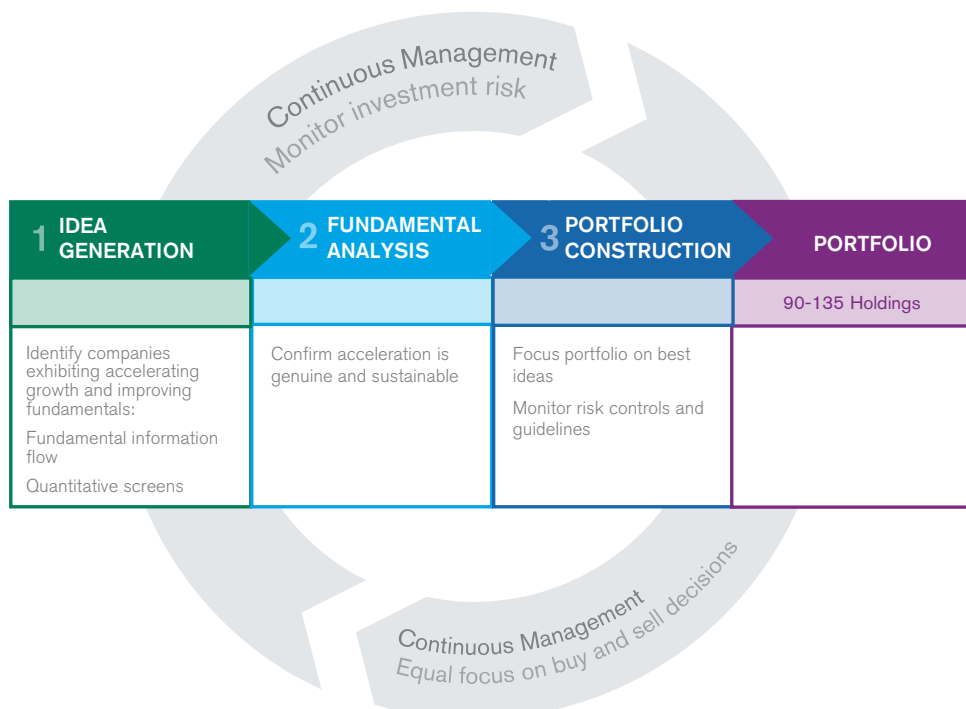 Continuous Management
Monitor investment risk
1 IDEA
GENERATION
2 FUNDAMENTAL
ANALYSIS
3 PORTFOLIO
CONSTRUCTION
PORTFOLIO
90-135 Holdings
Identify companies
exhibiting accelerating
growth and improving
fundamentals:
Fundamental information
flow
Quantitative screens
Confirm acceleration is
genuine and sustainable
Focus portfolio on best
ideas
Monitor risk controls and
guidelines
Continuous Management
Equal focus on buy and sell decisions